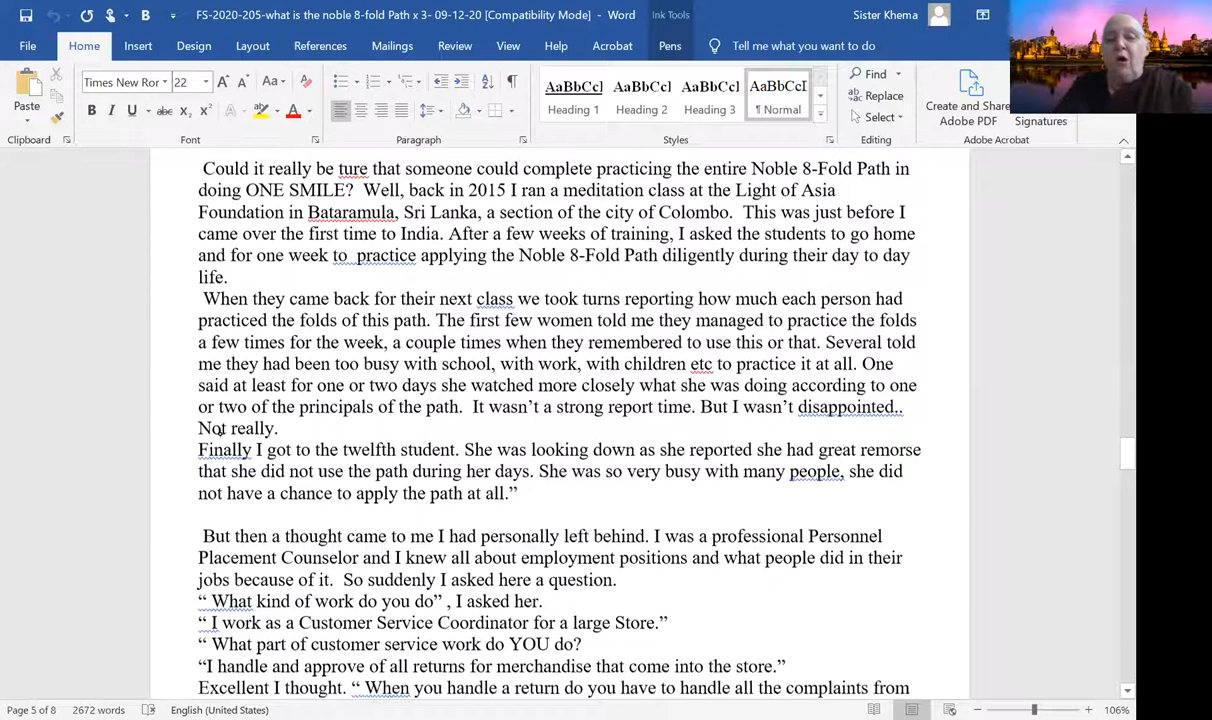 FS-2020-205-what is the noble 8-fold Path x 3- 09-12-20 [Compatibility Mode] - Word
Ink Tools
Sister Khema
File Home Insert Design Layout References Mailings Review View Help Acrobat Pens Tell me what you want to do
Times New Ror 22
Paste
AaBbCcI AaBbCcI AaBbCcI AaBbCcI
Heading 1 Heading 2 Heading 3 ¶ Normal
Find
Replace
Select
Create and Share
Adobe PDF
Signatures
Clipboard Font Paragraph Styles Editing Adobe Acrobat
Could it really be ture that someone could complete practicing the entire Noble 8-Fold Path in
doing ONE SMILE? Well, back in 2015 I ran a meditation class at the Light of Asia
Foundation in Bataramula, Sri Lanka, a section of the city of Colombo. This was just before I
came over the first time to India. After a few weeks of training, I asked the students to go home
and for one week to practice applying the Noble 8-Fold Path diligently during their day to day
life.
When they came back for their next class we took turns reporting how much each person had
practiced the folds of this path. The first few women told me they managed to practice the folds
a few times for the week, a couple times when they remembered to use this or that. Several told
me they had been too busy with school, with work, with children etc to practice it at all. One
said at least for one or two days she watched more closely what she was doing according to one
or two of the principals of the path. It wasn't a strong report time. But I wasn't disappointed..
Not really.
Finally I got to the twelfth student. She was looking down as she reported she had great remorse
that she did not use the path during her days. She was so very busy with many people, she did
not have a chance to apply the path at all.”
But then a thought came to me I had personally left behind. I was a professional Personnel
Placement Counselor and I knew all about employment positions and what people did in their
jobs because of it. So suddenly I asked here a question.
“ What kind of work do you do” , I asked her.
“ I work as a Customer Service Coordinator for a large Store.”
“ What part of customer service work do YOU do?
“I handle and approve of all returns for merchandise that come into the store.”
Excellent I thought. “ When you handle a return do you have to handle all the complaints from
Page 5 of 8 2672 words English (United States) 106%